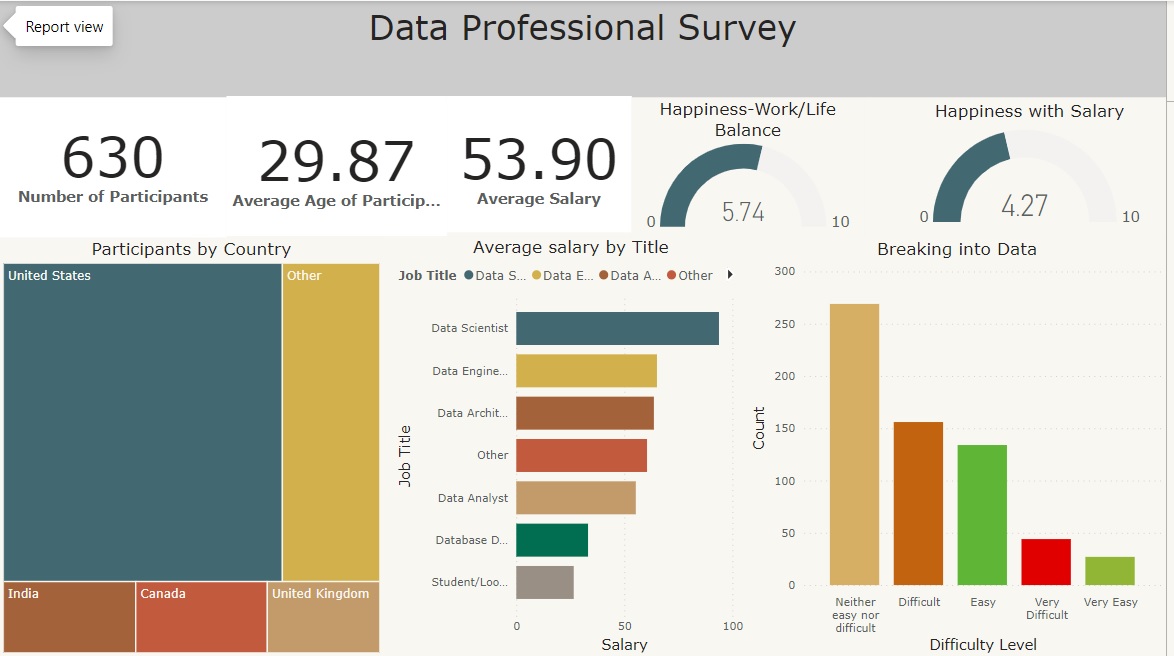 Report view
Data Professional Survey
630
Number of Participants
29.87
Average Age of Particip...
53.90
Average Salary
Happiness-Work/Life
Balance
0
5.74
10
Happiness with Salary
0
4.27
10
Participants by Country
United States
Other
India
Canada
United Kingdom
Average salary by Title
Job Title Data S... Data E... Data A... Other
Job Title
Data Scientist
Data Engine...
Data Archit...
Other
Data Analyst
Database D...
Student/Loo...
0 50 100
Salary
Breaking into Data
Count
300
250
200
150
100
50
0
Neither
easy nor
difficult
Difficult
Easy
Very
Difficult
Very Easy
Difficulty Level